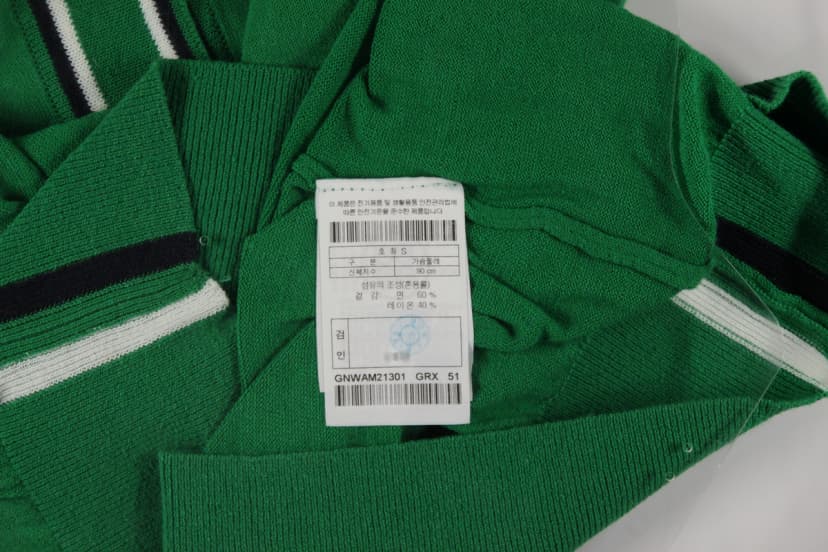 이 제품은 전기용품 및 생활용품 안전관리법에
따른 안전기준을 준수한 제품입니다
호 칭 S
구 분 가슴둘레
신체치수 90 cm
섬유의 조성(혼용률)
겉 감 면 60 %
레이온 40 %
검
인
GNWAM21301 GRX 51